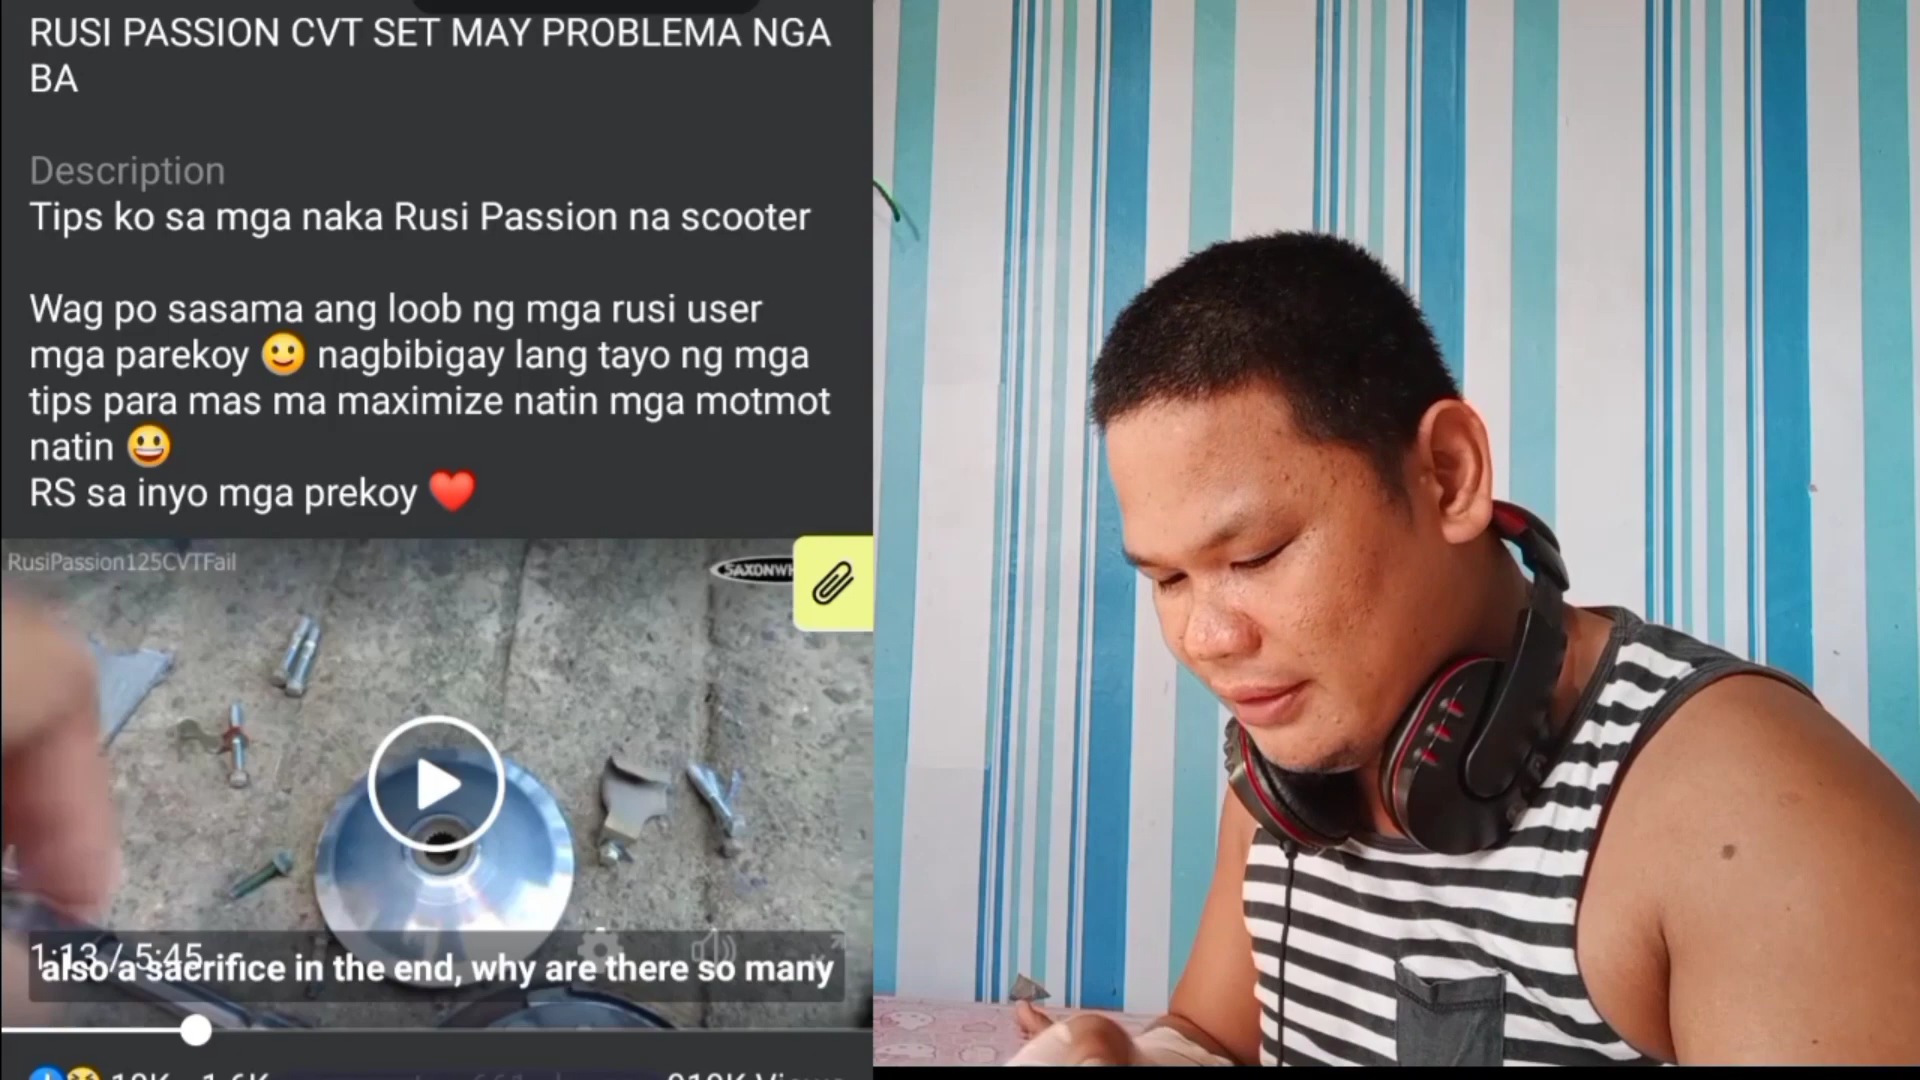 RUSI PASSION CVT SET MAY PROBLEMA NGA
BA
Description
Tips ko sa mga naka Rusi Passion na scooter
Wag po sasama ang loob ng mga rusi user
mga parekoy 😀 nagbibigay lang tayo ng mga
tips para mas ma maximize natin mga motmot
natin 😃
RS sa inyo mga prekoy ❤️
RusiPassion125CVTFail
1:13 / 5:45
also a sacrifice in the end, why are there so many